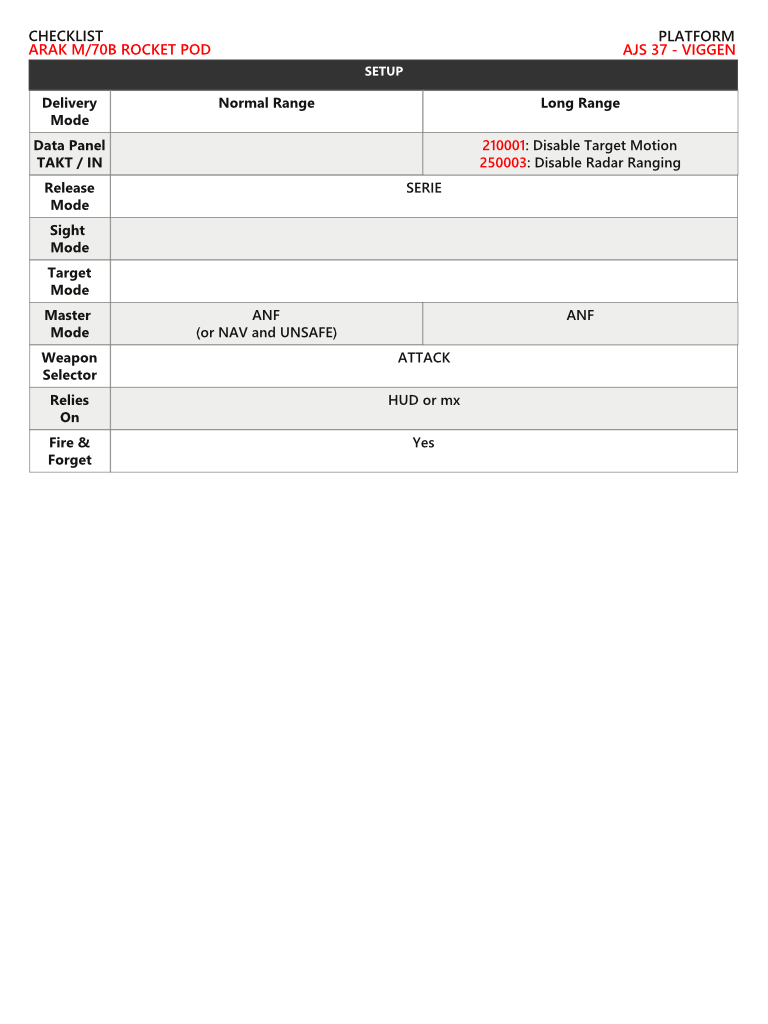 CHECKLIST
PLATFORM
ARAK M/70B ROCKET POD
AJS 37 - VIGGEN
SETUP
Delivery
Mode
Normal Range
Long Range
Data Panel
TAKT / IN
210001: Disable Target Motion
250003: Disable Radar Ranging
Release
Mode
SERIE
Sight
Mode
Target
Mode
Master
Mode
ANF
(or NAV and UNSAFE)
ANF
Weapon
Selector
ATTACK
Relies
On
HUD or mx
Fire &
Forget
Yes